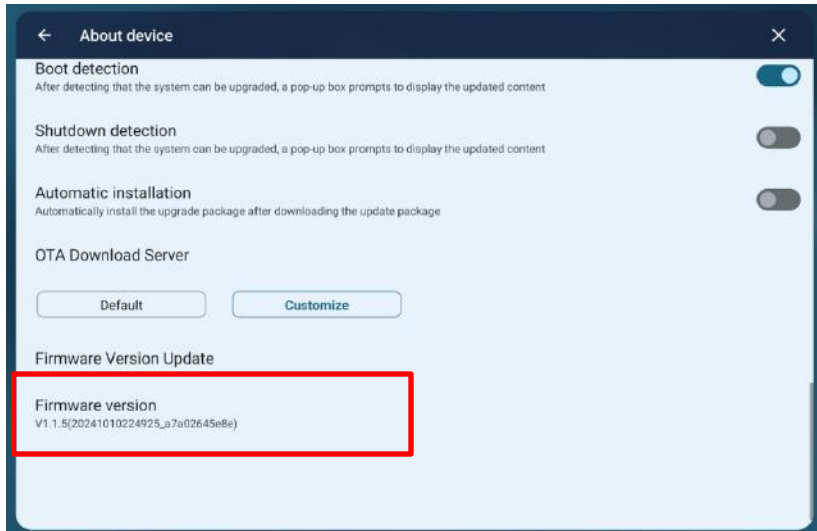 About device
Boot detection
After detecting that the system can be upgraded, a pop-up box prompts to display the updated content
Shutdown detection
After detecting that the system can be upgraded, a pop-up box prompts to display the updated content
Automatic installation
Automatically install the upgrade package after downloading the update package
OTA Download Server
Default Customize
Firmware Version Update
Firmware version
V1.1.5(20241010224925_a7a02645e8e)